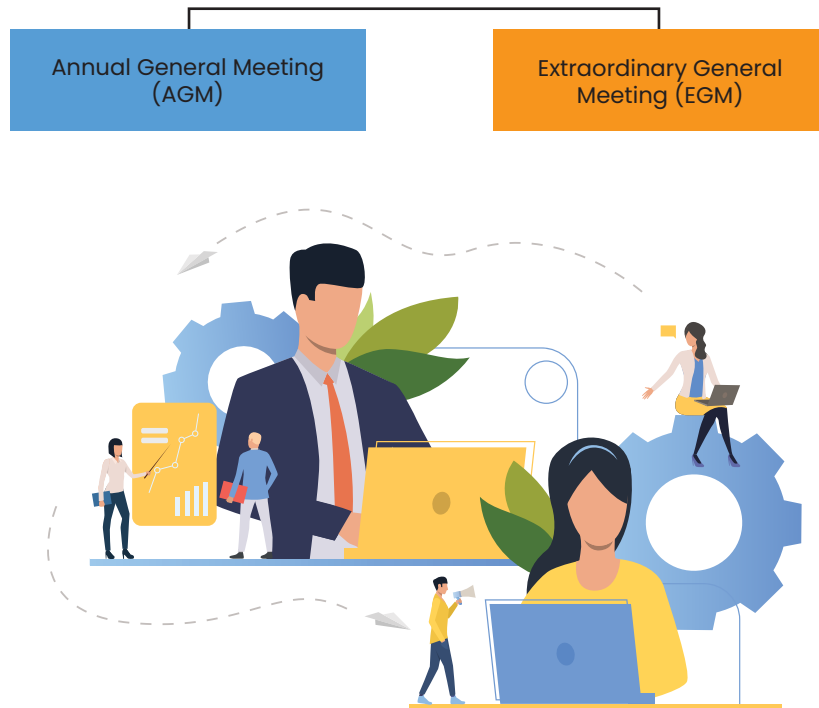 Annual General Meeting
(AGM)
Extraordinary General
Meeting (EGM)